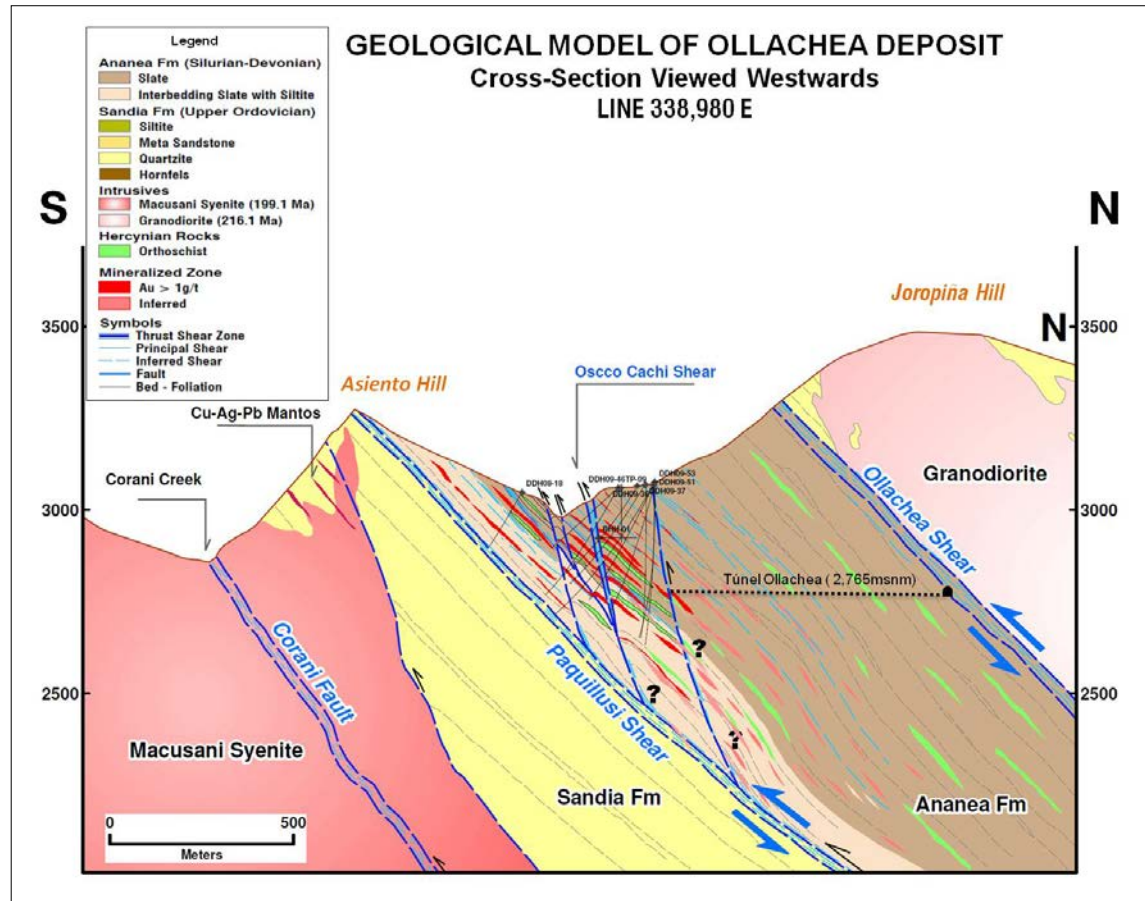 GEOLOGICAL MODEL OF OLLACHEA DEPOSIT
Cross-Section Viewed Westwards
LINE 338,980 E
Legend
Ananea Fm (Silurian-Devonian)
Slate
Interbedding Slate with Siltite
Sandia Fm (Upper Ordovician)
Siltite
Meta Sandstone
Quartzite
Hornfels
Intrusives
Macusani Syenite (199.1 Ma)
Granodiorite (216.1 Ma)
Hercynian Rocks
Orthoschist
Mineralized Zone
Au > 1g/t
Inferred
Symbols
Thrust Shear Zone
Principal Shear
Inferred Shear
Fault
Bed - Foliation
S
N
Joropiña Hill
3500
N
3500
Asiento Hill
Oscco Cachi Shear
Cu-Ag-Pb Mantos
Corani Creek
DDH09-53
DDH09-46
TP-09
DDH09-51
DDH09-18
DDH09-37
Granodiorite
Ollachea Shear
3000
3000
Túnel Ollachea ( 2,765msnm)
?
?
?
2500
2500
Corani Fault
Paquillusi Shear
Macusani Syenite
Sandia Fm
Ananea Fm
0
500
Meters